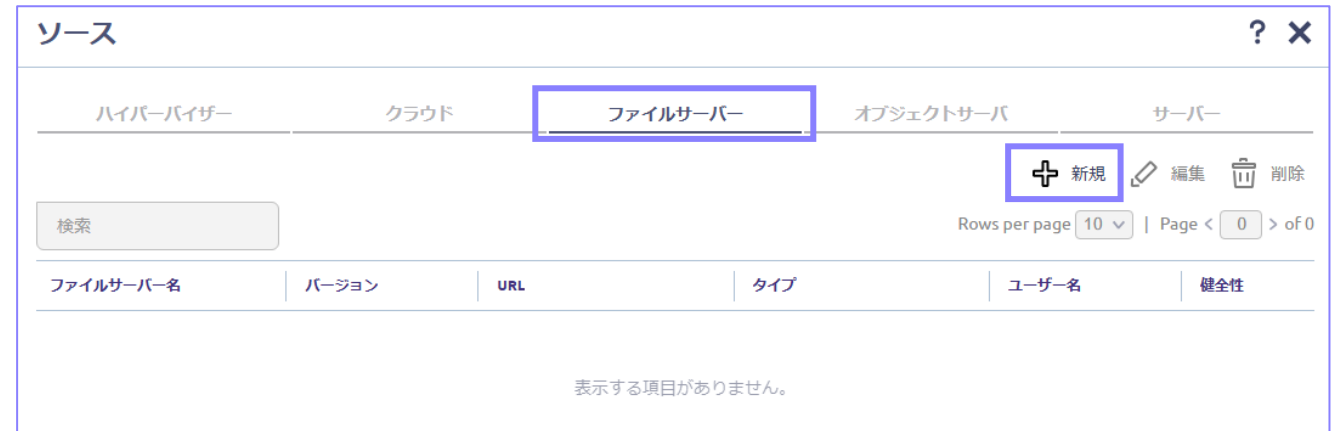 ソース ?
ハイパーバイザー クラウド ファイルサーバー オブジェクトサーバ サーバー
新規 編集 削除
検索 Rows per page 10 | Page < 0 > of 0
ファイルサーバー名 バージョン URL タイプ ユーザー名 健全性
表示する項目がありません。